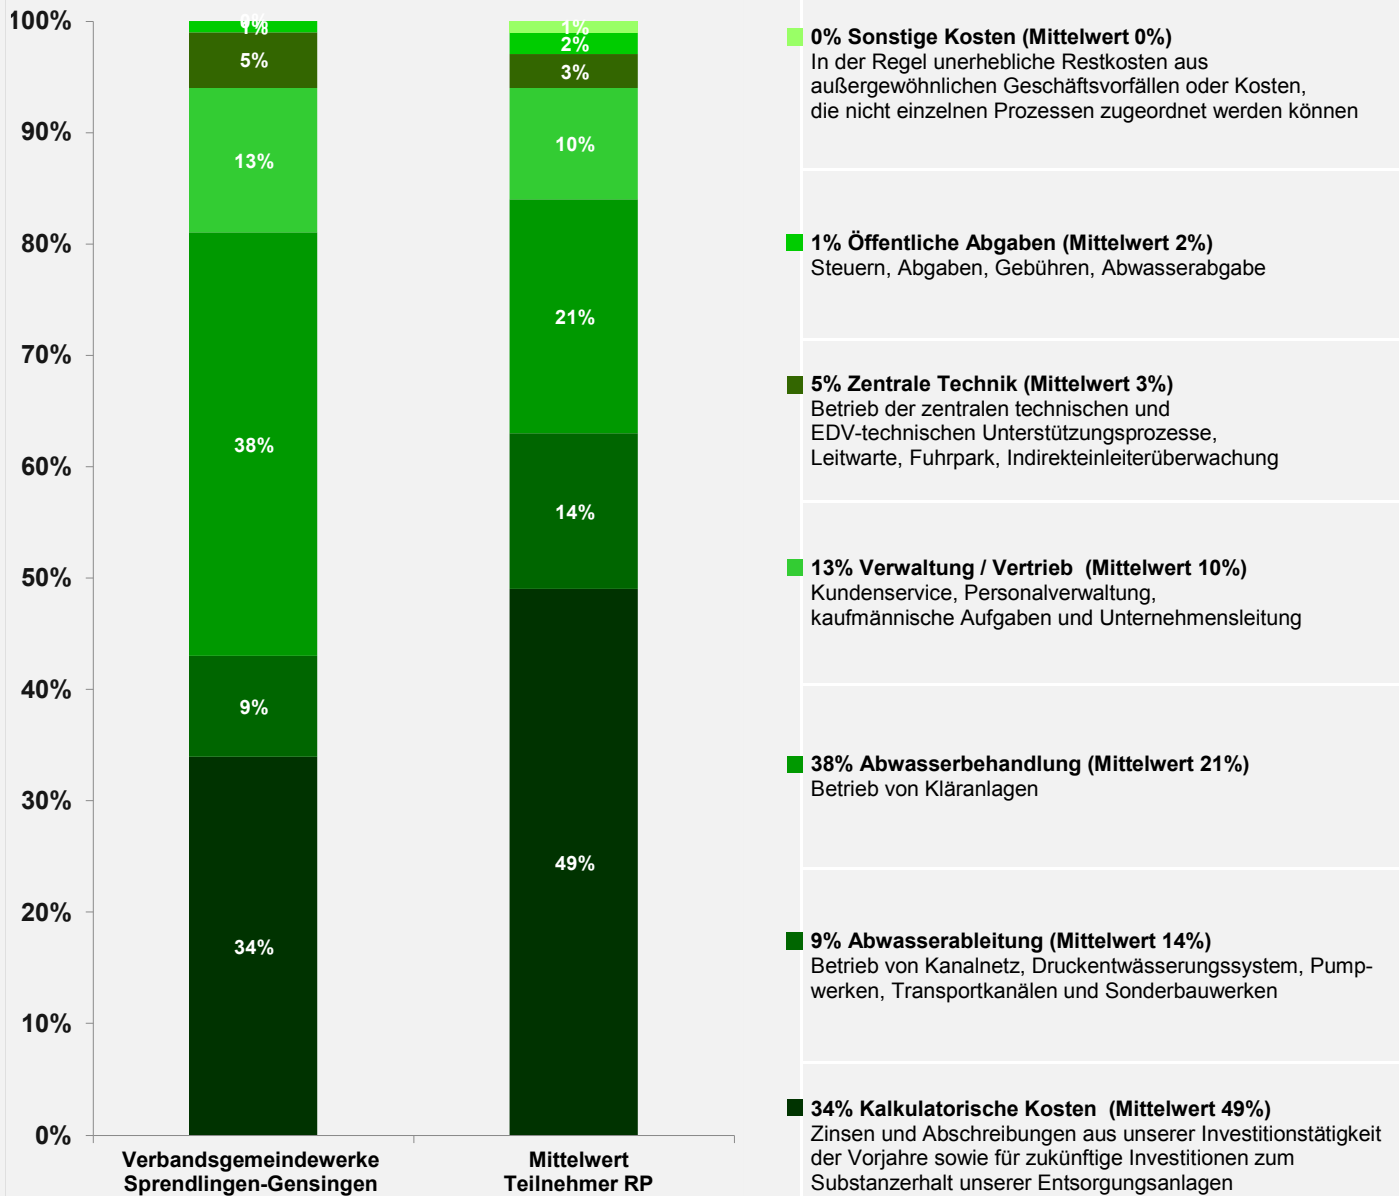 100%
90%
80%
70%
60%
50%
40%
30%
20%
10%
0%
0%
1%
5%
13%
38%
9%
34%
1%
2%
3%
10%
21%
14%
49%
Verbandsgemeindewerke
Sprendlingen-Gensingen
Mittelwert
Teilnehmer RP
0% Sonstige Kosten (Mittelwert 0%)
In der Regel unerhebliche Restkosten aus
außergewöhnlichen Geschäftsvorfällen oder Kosten,
die nicht einzelnen Prozessen zugeordnet werden können
1% Öffentliche Abgaben (Mittelwert 2%)
Steuern, Abgaben, Gebühren, Abwasserabgabe
5% Zentrale Technik (Mittelwert 3%)
Betrieb der zentralen technischen und
EDV-technischen Unterstützungsprozesse,
Leitwarte, Fuhrpark, Indirekteinleiterüberwachung
13% Verwaltung / Vertrieb (Mittelwert 10%)
Kundenservice, Personalverwaltung,
kaufmännische Aufgaben und Unternehmensleitung
38% Abwasserbehandlung (Mittelwert 21%)
Betrieb von Kläranlagen
9% Abwasserableitung (Mittelwert 14%)
Betrieb von Kanalnetz, Druckentwässerungssystem, Pump-
werken, Transportkanälen und Sonderbauwerken
34% Kalkulatorische Kosten (Mittelwert 49%)
Zinsen und Abschreibungen aus unserer Investitionstätigkeit
der Vorjahre sowie für zukünftige Investitionen zum
Substanzerhalt unserer Entsorgungsanlagen